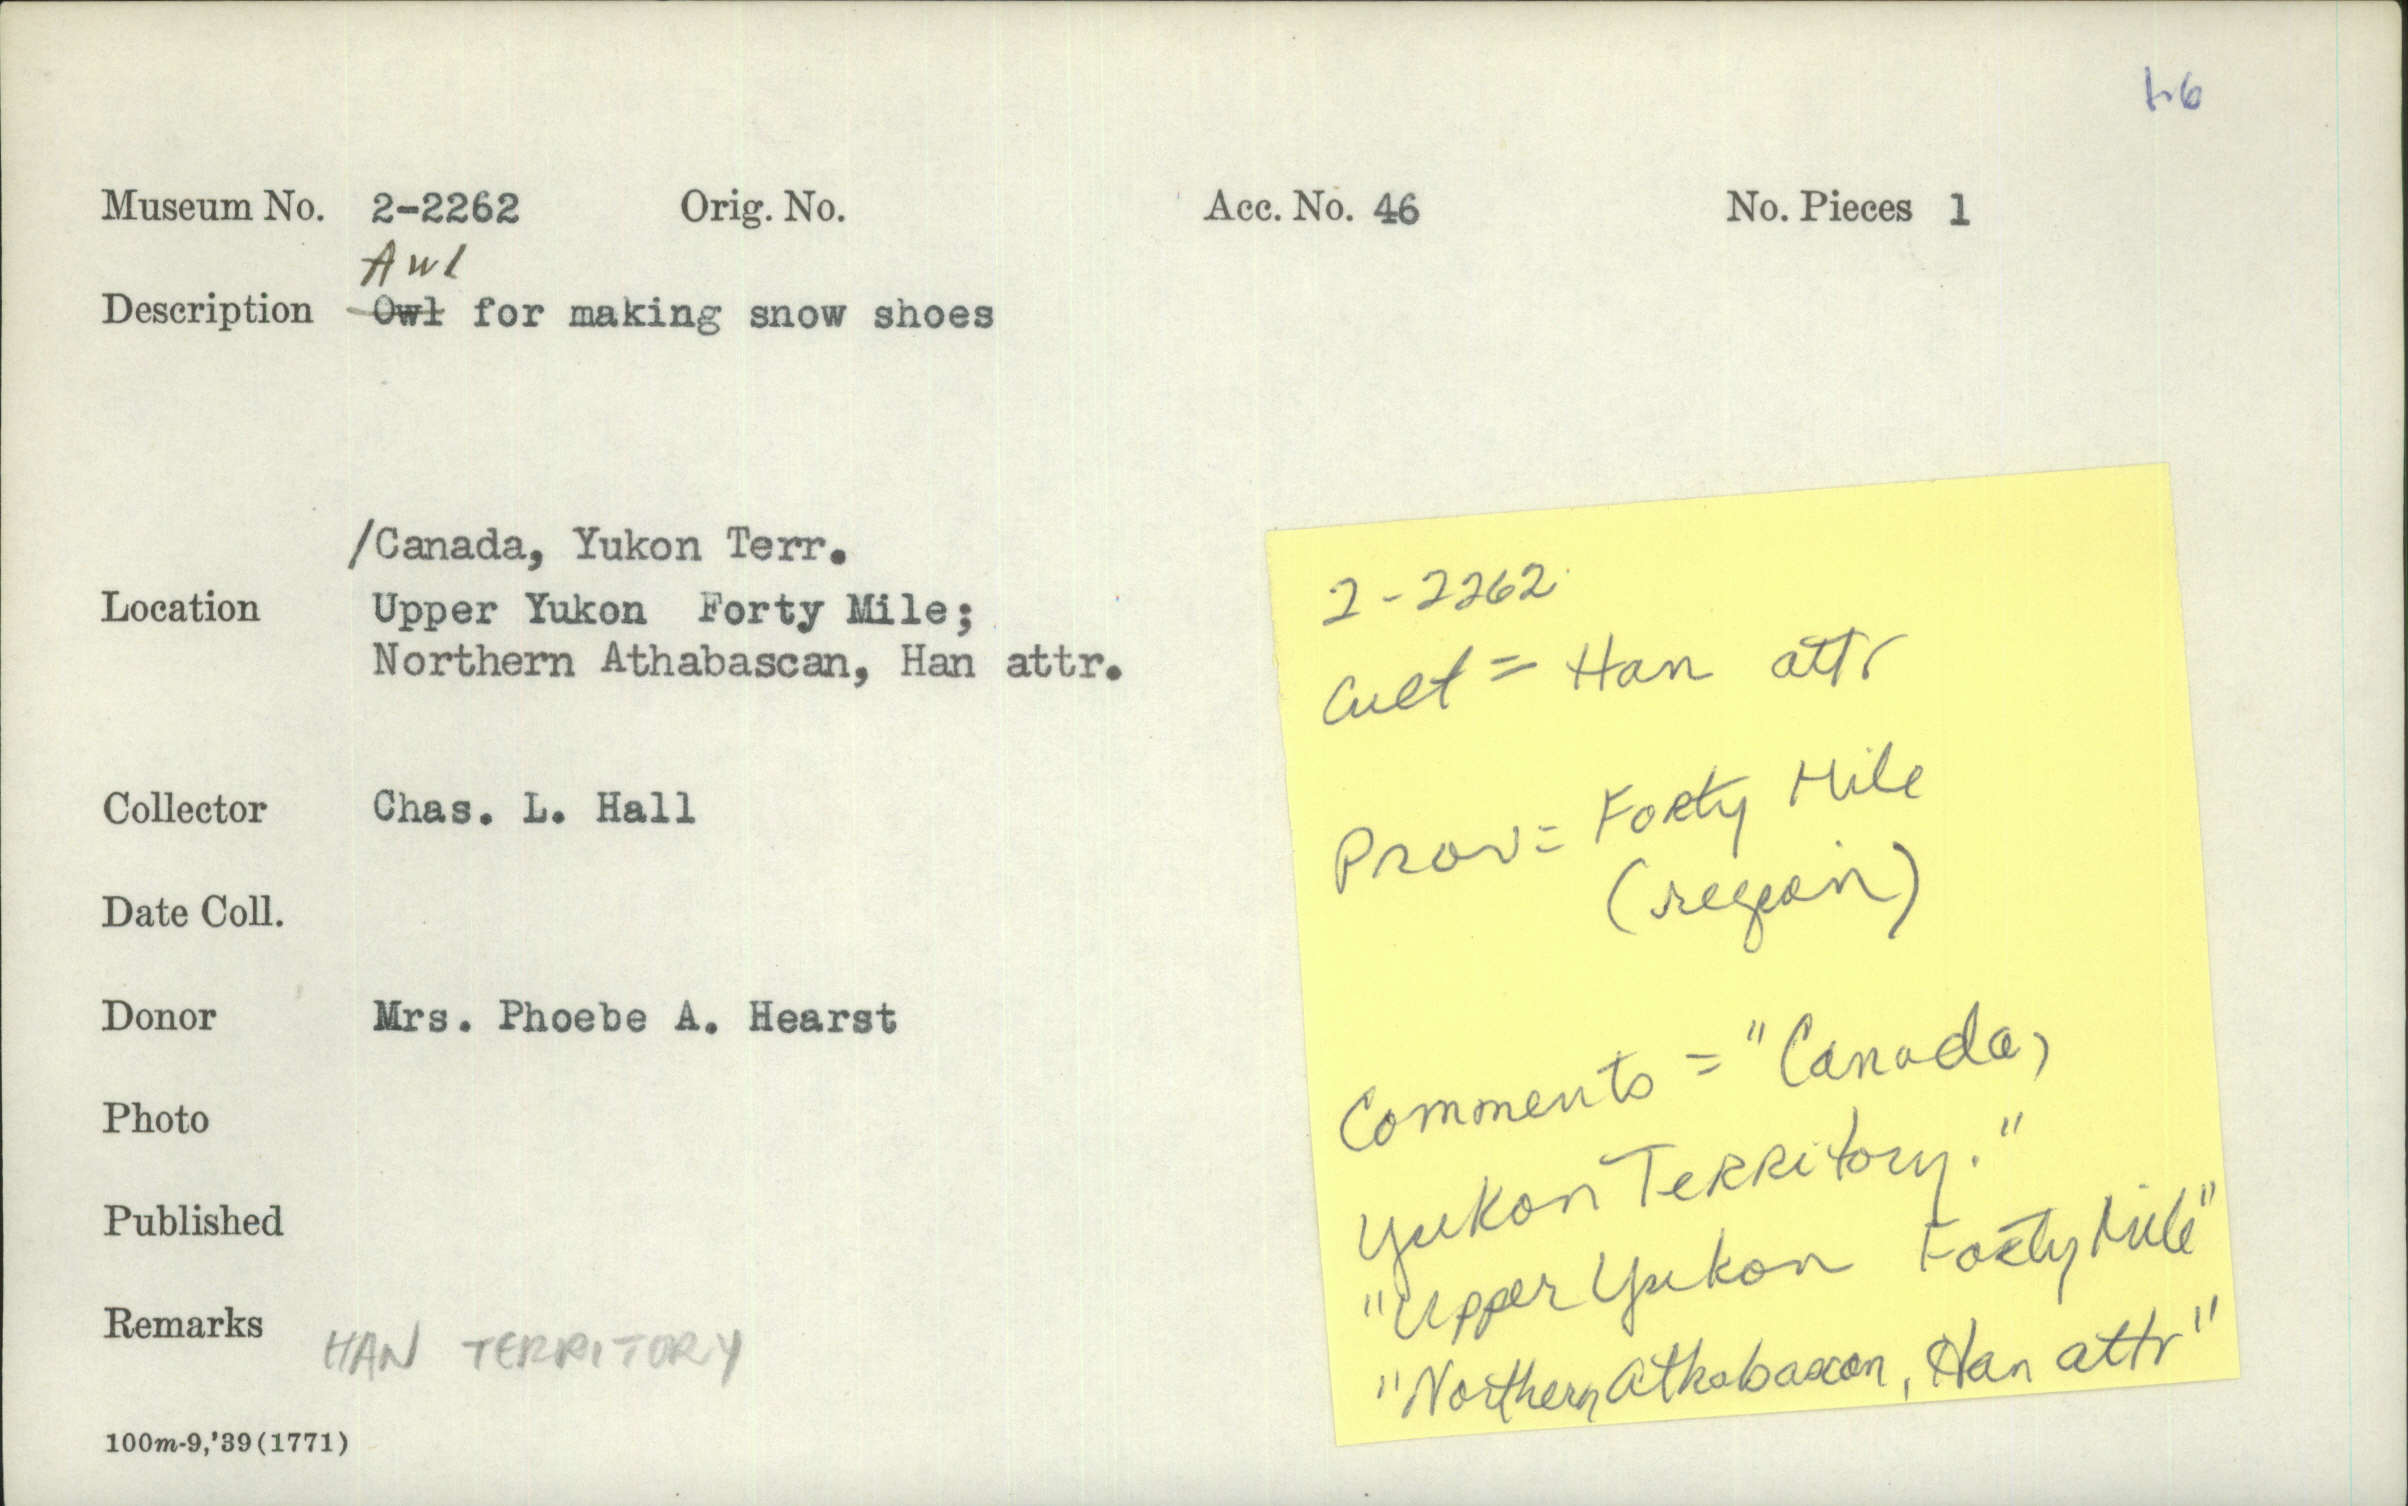 1-6
Museum No. 2-2262 Orig. No. Acc. No. 46 No. Pieces 1
Awl
Description Owl for making snow shoes
/Canada, Yukon Terr.
Location Upper Yukon Forty Mile;
Northern Athabascan, Han attr.
Collector Chas. L. Hall
Date Coll.
Donor Mrs. Phoebe A. Hearst
Photo
Published
Remarks HAN TERRITORY
100m-9,'39(1771)
2-2262
Cult = Han attr
Prov = Forty Mile
(region)
Comments = "Canada,
Yukon Territory."
"Upper Yukon Forty Mile"
"Northern Athabascan, Han attr"